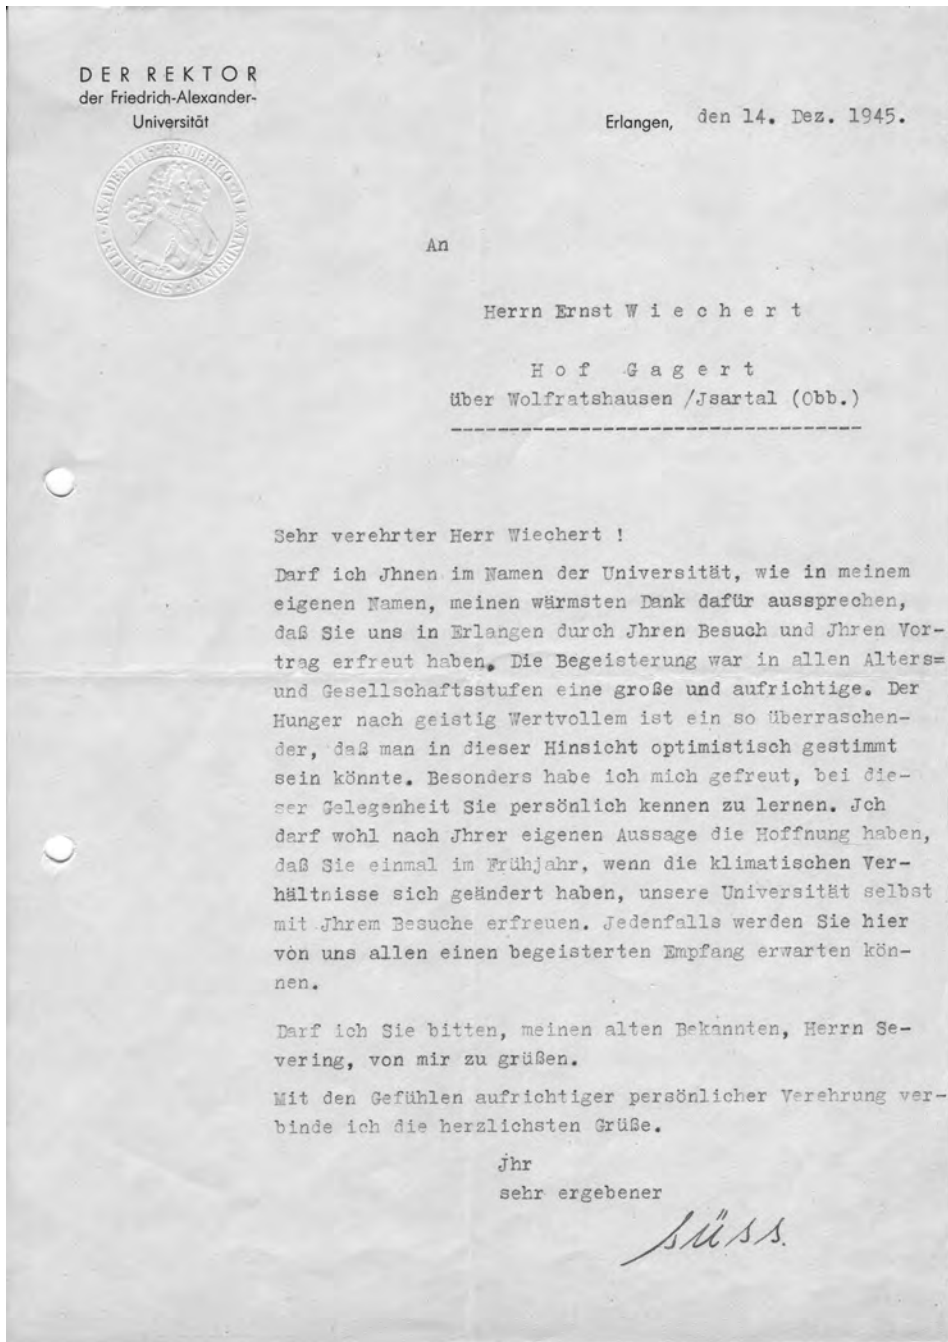 DER REKTOR
der Friedrich-Alexander-
Universität
Erlangen, den 14. Dez. 1945.
SIGILLUM · AKADEMIAE · FRIDERICO · ALEXANDRINAE
An
Herrn Ernst W i e c h e r t
H o f G a g e r t
über Wolfratshausen /Jsartal (Obb.)
-----------------------------------
Sehr verehrter Herr Wiechert !
Darf ich Jhnen im Namen der Universität, wie in meinem
eigenen Namen, meinen wärmsten Dank dafür aussprechen,
daß Sie uns in Erlangen durch Jhren Besuch und Jhren Vor-
trag erfreut haben. Die Begeisterung war in allen Alters=
und Gesellschaftsstufen eine große und aufrichtige. Der
Hunger nach geistig Wertvollem ist ein so überraschen-
der, daß man in dieser Hinsicht optimistisch gestimmt
sein könnte. Besonders habe ich mich gefreut, bei die-
ser Gelegenheit Sie persönlich kennen zu lernen. Jch
darf wohl nach Jhrer eigenen Aussage die Hoffnung haben,
daß Sie einmal im Frühjahr, wenn die klimatischen Ver-
hältnisse sich geändert haben, unsere Universität selbst
mit Jhrem Besuche erfreuen. Jedenfalls werden Sie hier
von uns allen einen begeisterten Empfang erwarten kön-
nen.
Darf ich Sie bitten, meinen alten Bekannten, Herrn Se-
vering, von mir zu grüßen.
Mit den Gefühlen aufrichtiger persönlicher Verehrung ver-
binde ich die herzlichsten Grüße.
Jhr
sehr ergebener
süss.